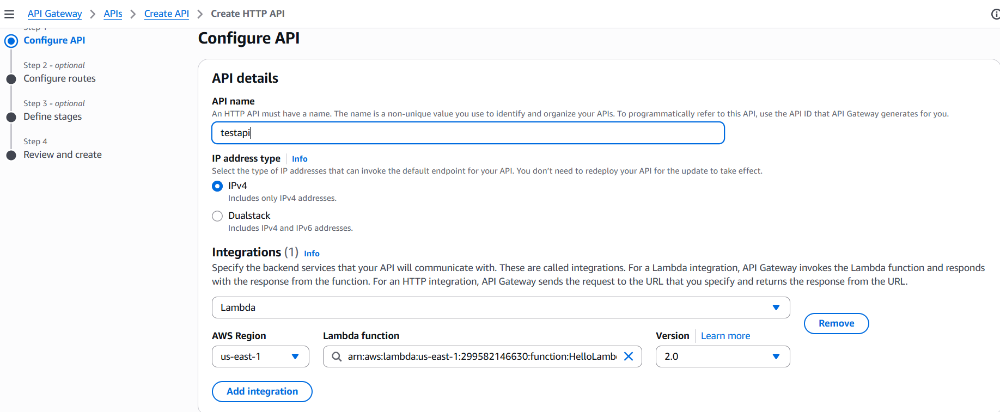 API Gateway > APIs > Create API > Create HTTP API
Step 1
Configure API
Step 2 - optional
Configure routes
Step 3 - optional
Define stages
Step 4
Review and create
Configure API
API details
API name
An HTTP API must have a name. The name is a non-unique value you use to identify and organize your APIs. To programmatically refer to this API, use the API ID that API Gateway generates for you.
testapi
IP address type Info
Select the type of IP addresses that can invoke the default endpoint for your API. You don't need to redeploy your API for the update to take effect.
IPv4
Includes only IPv4 addresses.
Dualstack
Includes IPv4 and IPv6 addresses.
Integrations (1) Info
Specify the backend services that your API will communicate with. These are called integrations. For a Lambda integration, API Gateway invokes the Lambda function and responds
with the response from the function. For an HTTP integration, API Gateway sends the request to the URL that you specify and returns the response from the URL.
Lambda
Remove
AWS Region Lambda function Version Learn more
us-east-1 arn:aws:lambda:us-east-1:299582146630:function:HelloLamb 2.0
Add integration